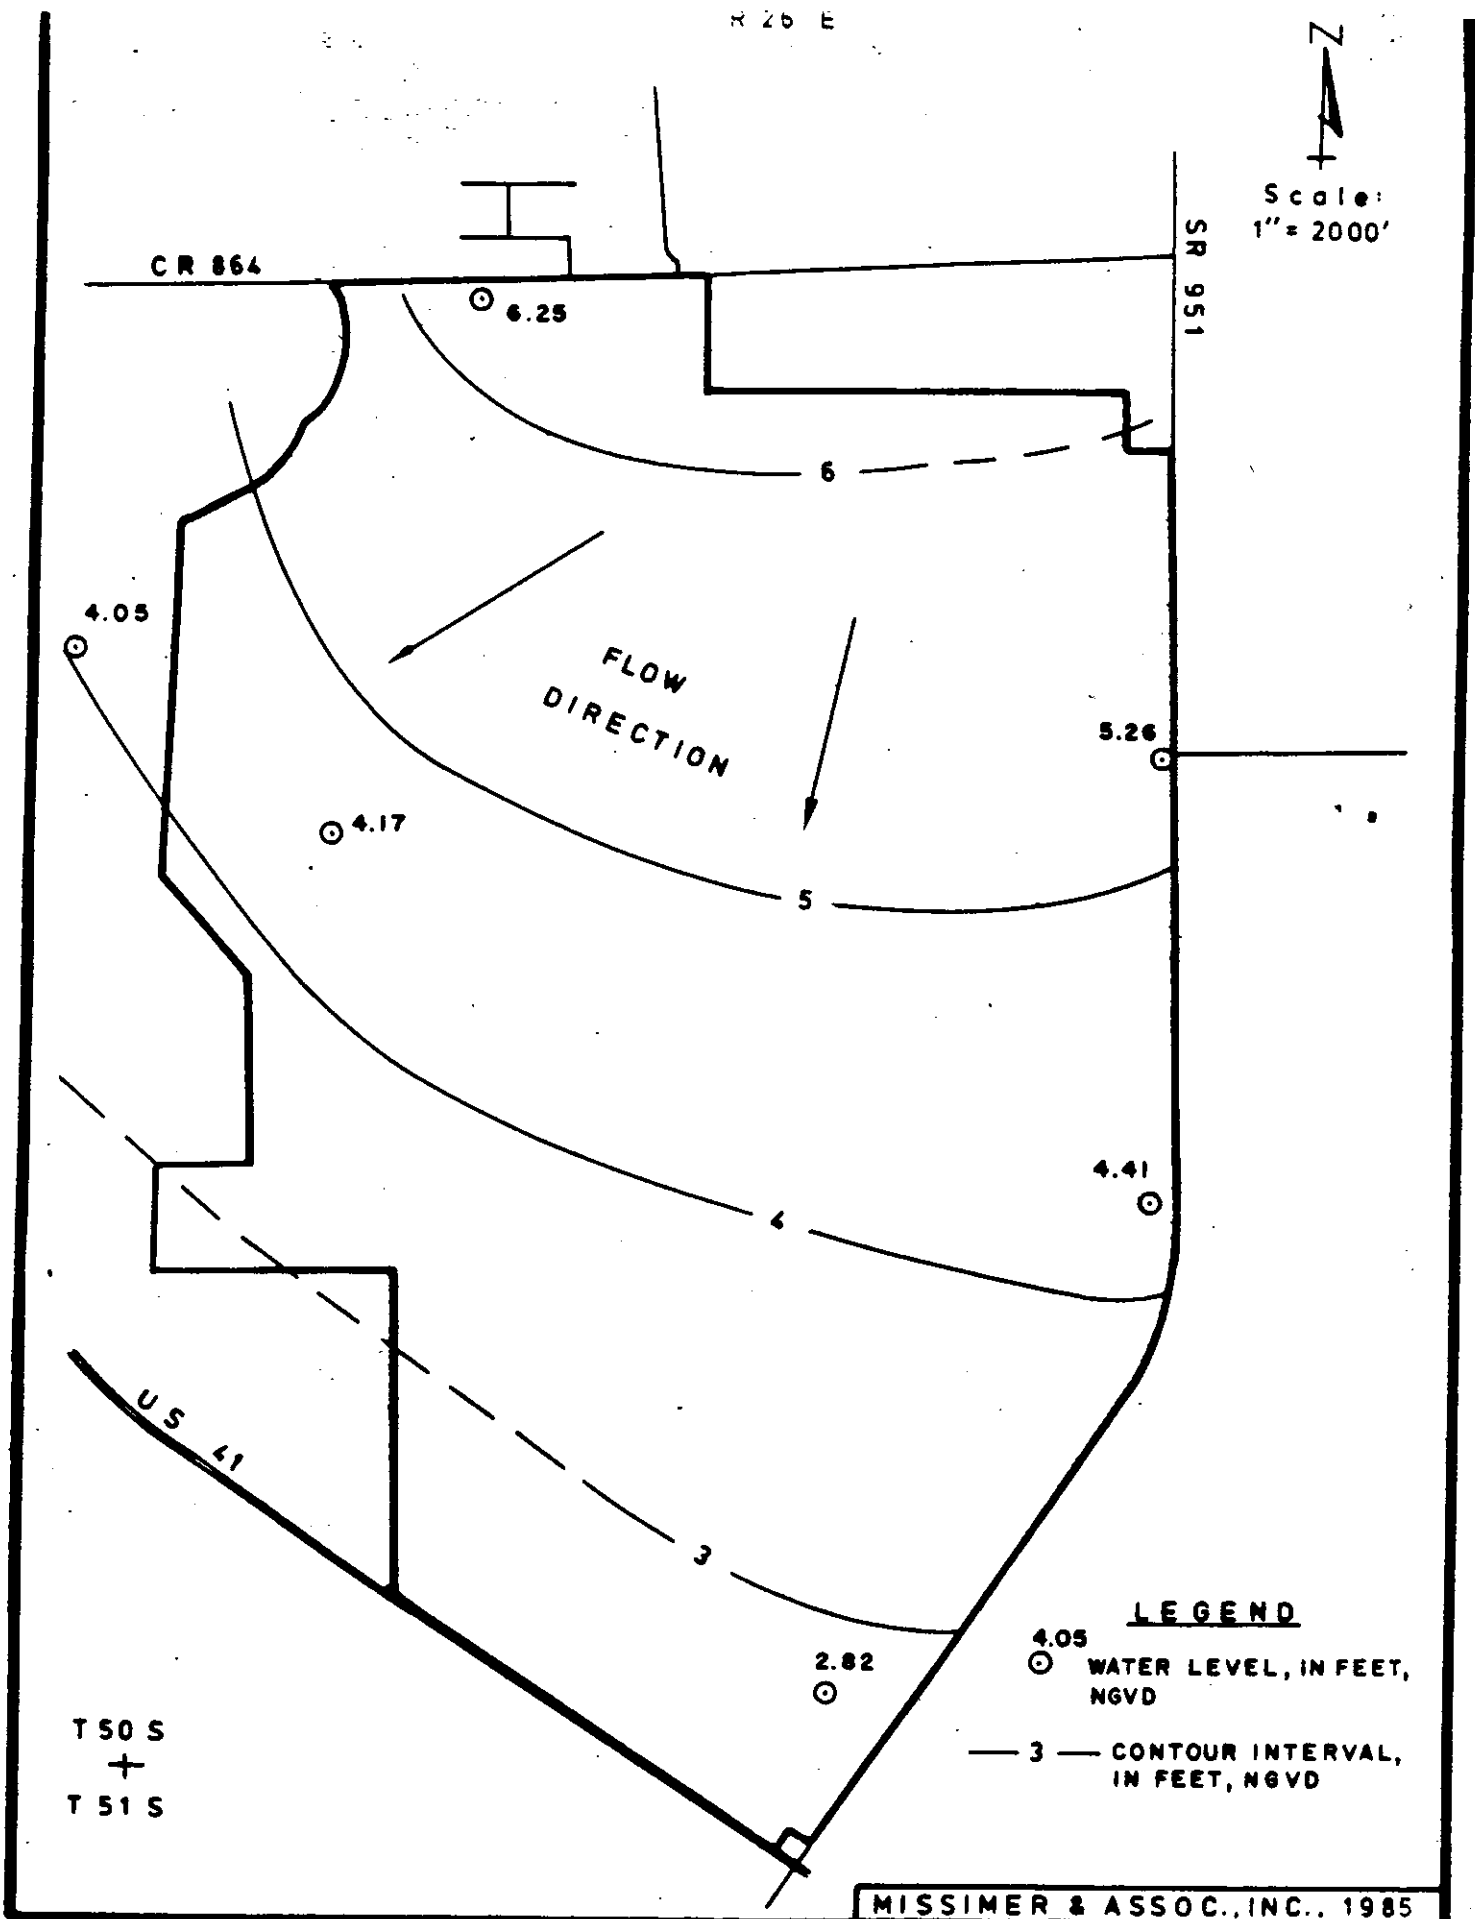 R 26 E
N
Scale:
1" = 2000'
CR 864
SR 951
6.25
6
4.05
FLOW
DIRECTION
5.26
4.17
5
4.41
4
US 41
3
2.82
LEGEND
4.05
WATER LEVEL, IN FEET,
NGVD
3 CONTOUR INTERVAL,
IN FEET, NGVD
T 50 S
T 51 S
MISSIMER & ASSOC., INC., 1985